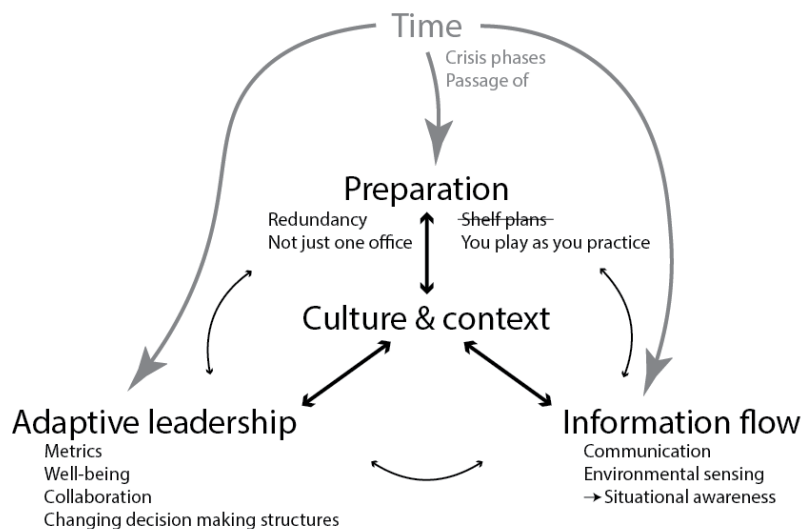 Time
Crisis phases
Passage of
Preparation
Redundancy
Not just one office
Shelf plans
You play as you practice
Culture & context
Adaptive leadership
Metrics
Well-being
Collaboration
Changing decision making structures
Information flow
Communication
Environmental sensing
→ Situational awareness